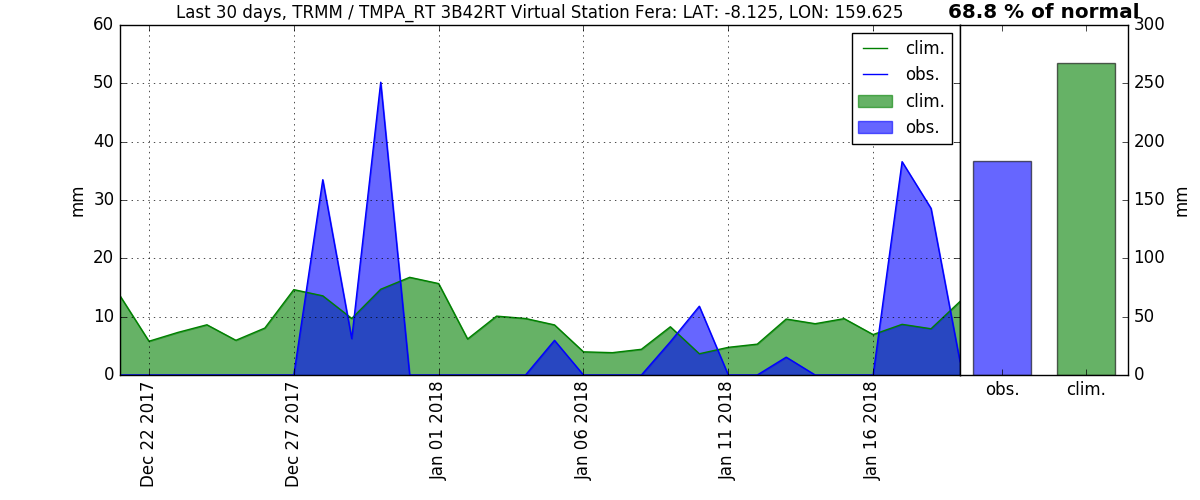 Last 30 days, TRMM / TMPA_RT 3B42RT Virtual Station Fera: LAT: -8.125, LON: 159.625
68.8 % of normal
60
50
40
30
20
10
0
mm
clim.
obs.
clim.
obs.
300
250
200
150
100
50
0
mm
Dec 22 2017
Dec 27 2017
Jan 01 2018
Jan 06 2018
Jan 11 2018
Jan 16 2018
obs.
clim.